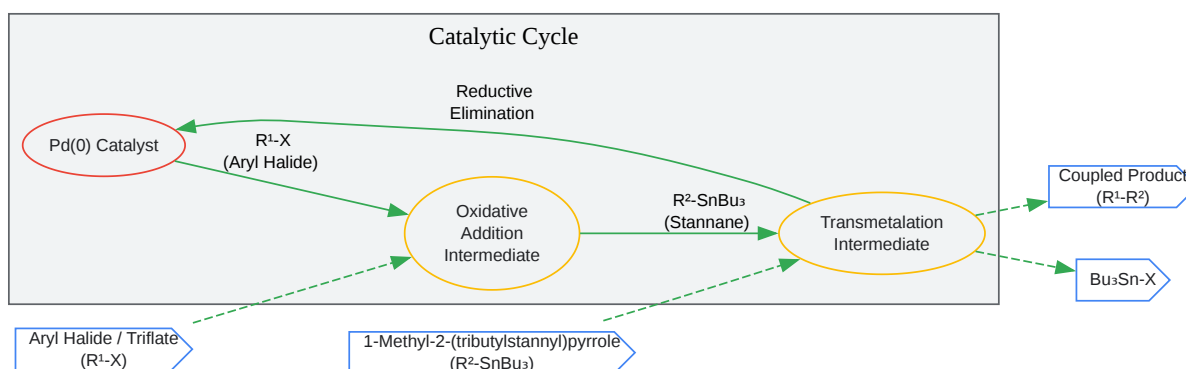 Catalytic Cycle
Reductive
Elimination
Pd(0) Catalyst
R¹-X
(Aryl Halide)
Oxidative
Addition
Intermediate
R²-SnBu₃
(Stannane)
Transmetalation
Intermediate
Coupled Product
(R¹-R²)
Bu₃Sn-X
Aryl Halide / Triflate
(R¹-X)
1-Methyl-2-(tributylstannyl)pyrrole
(R²-SnBu₃)